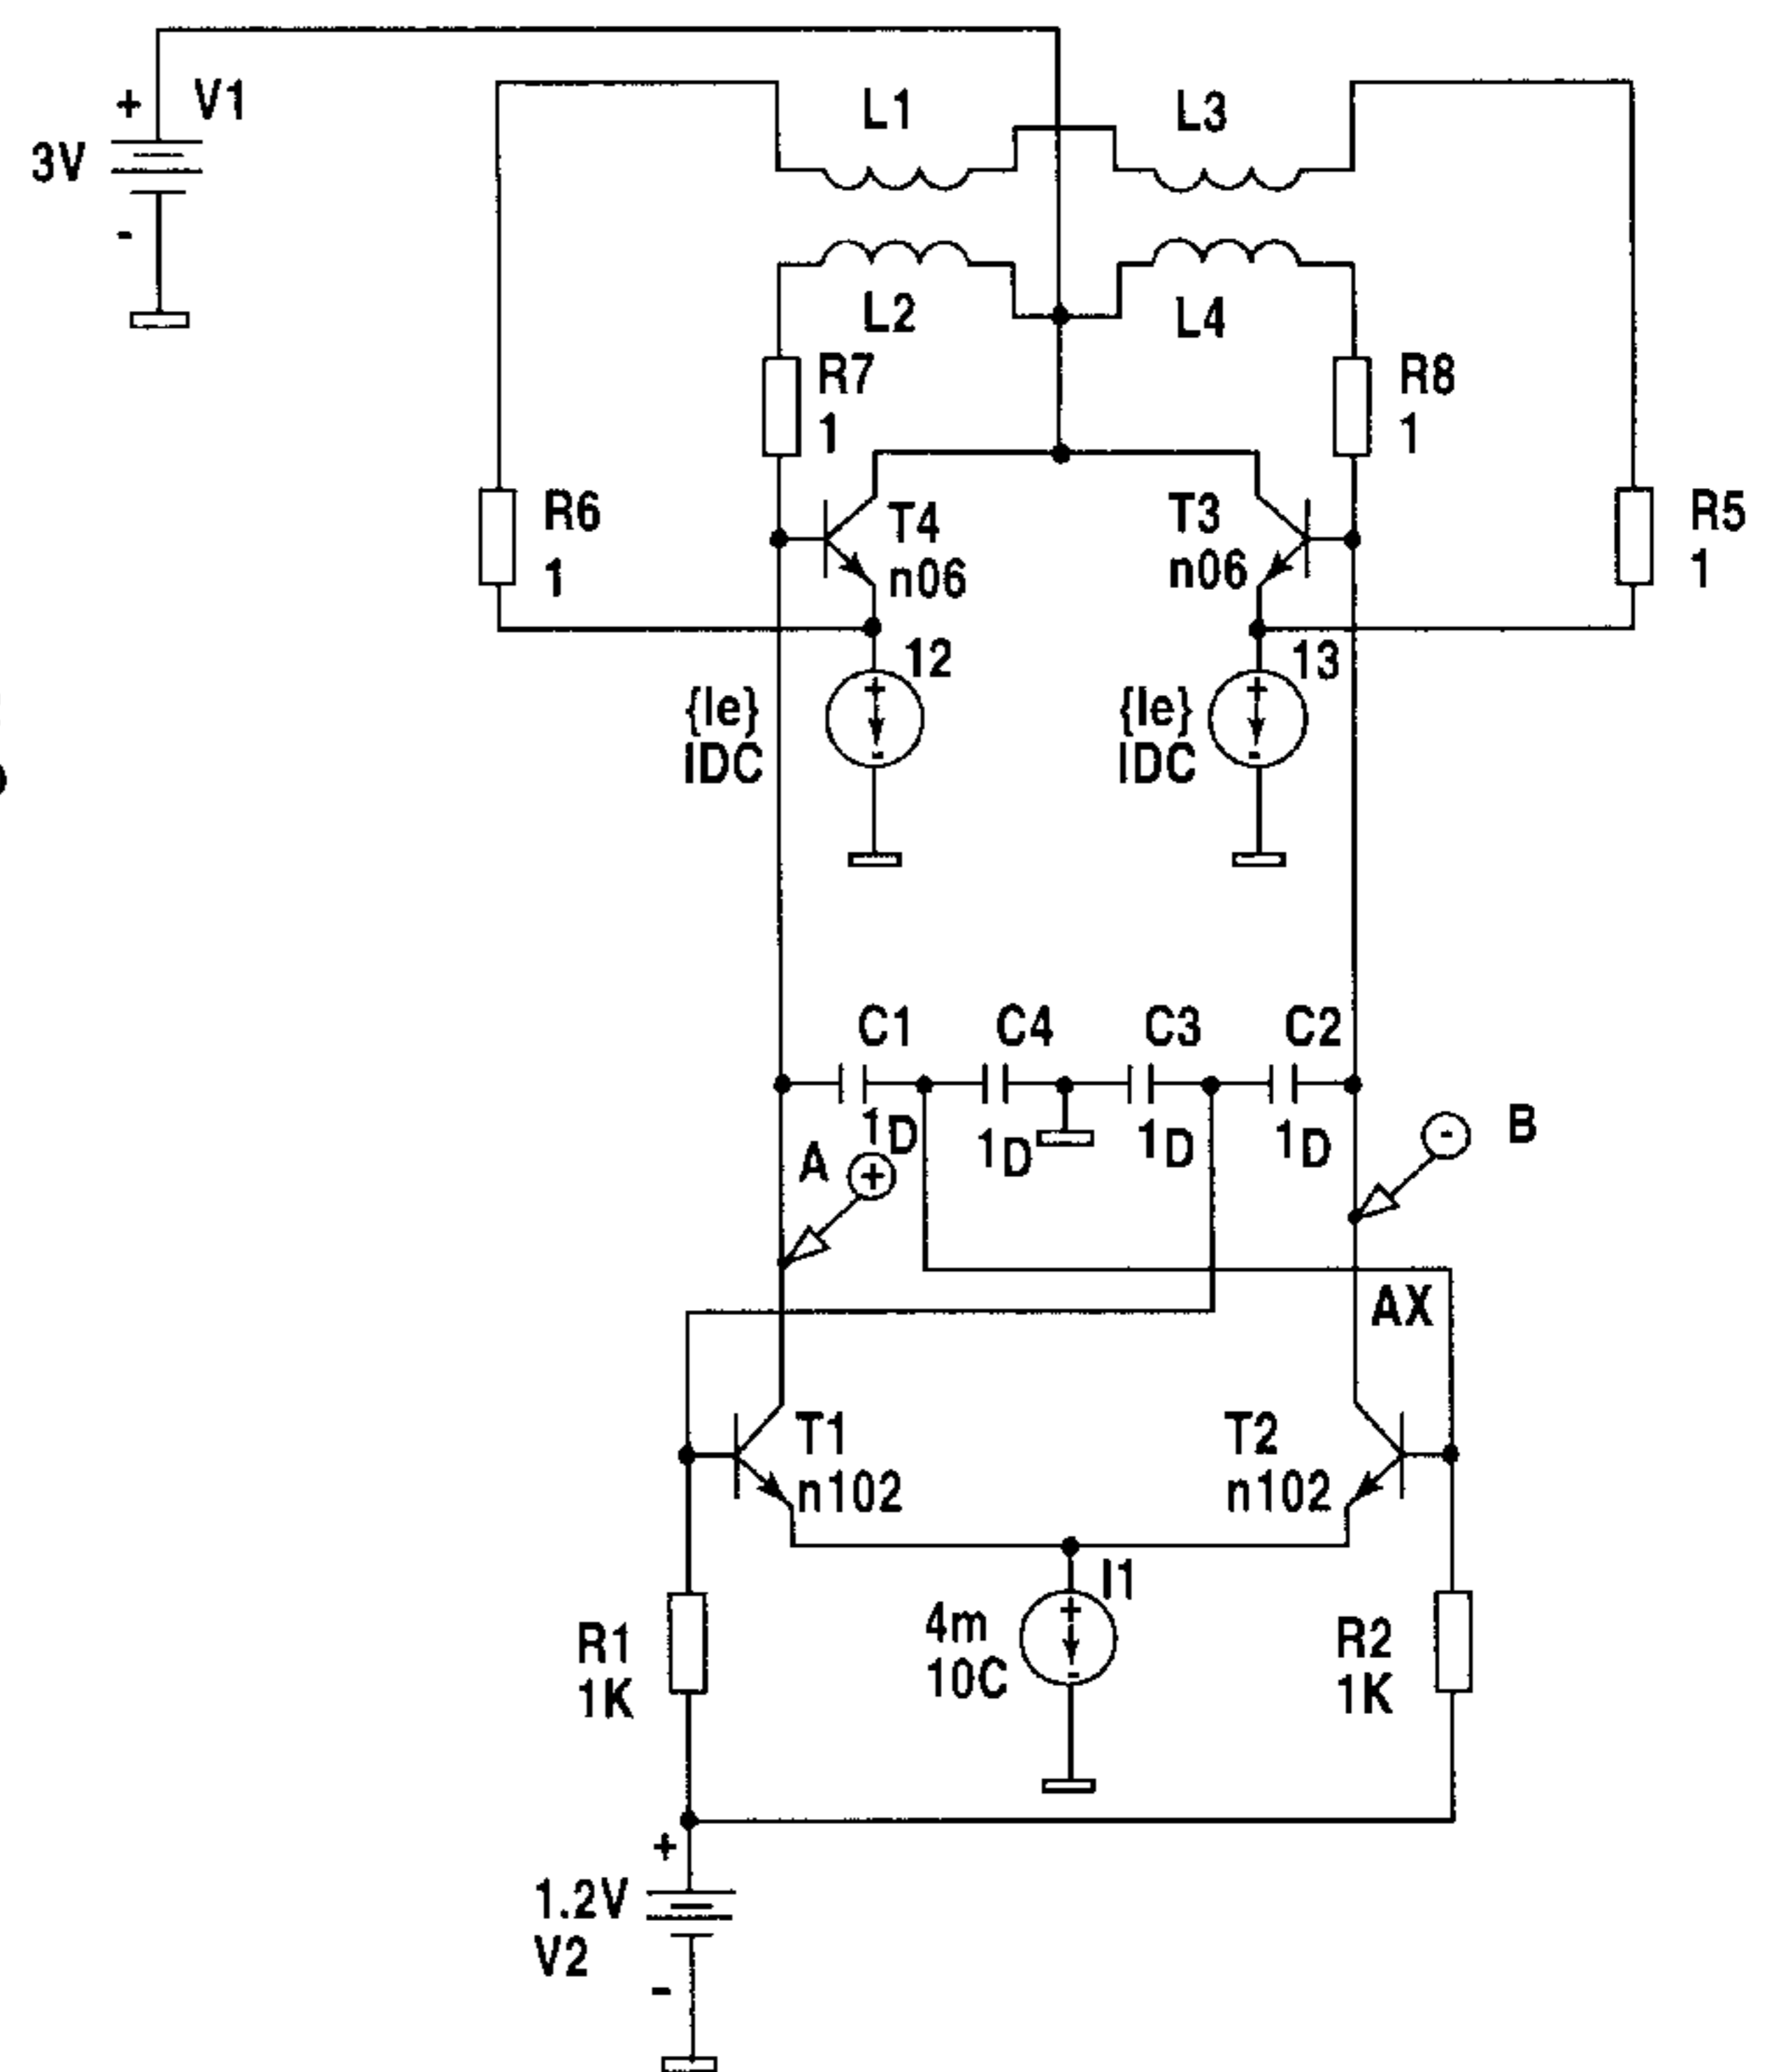 + V1
3V
-
L1
L3
L2
L4
R7
1
R8
1
R6
1
T4
n06
T3
n06
R5
1
12
13
{Ie}
IDC
+
-
{Ie}
IDC
+
-
C1
C4
C3
C2
1D
1D
1D
1D
A +
- B
AX
T1
n102
T2
n102
I1
4m
10C
+
-
R1
1K
R2
1K
+
1.2V
V2
-